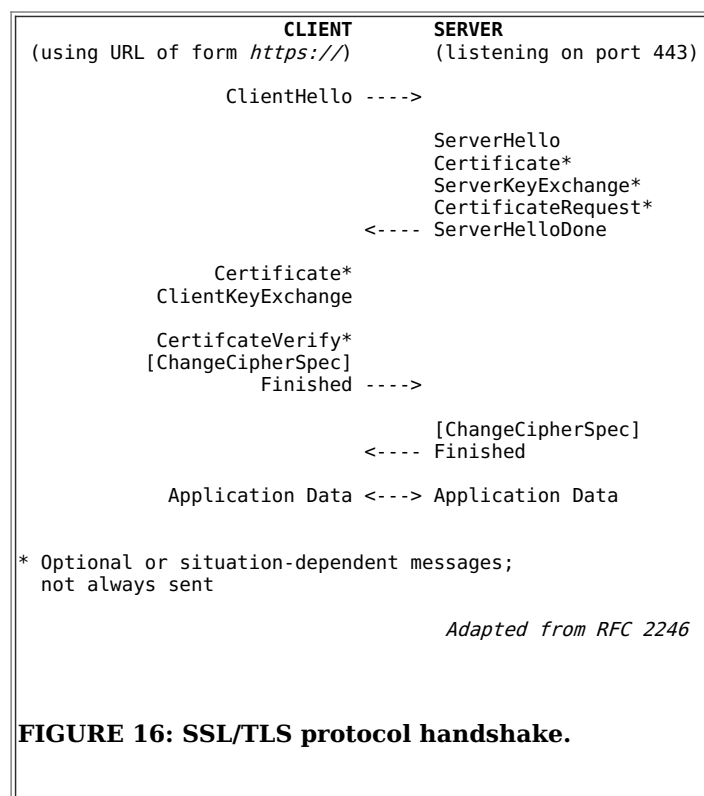 CLIENT SERVER
(using URL of form https://) (listening on port 443)
ClientHello ---->
ServerHello
Certificate*
ServerKeyExchange*
CertificateRequest*
<---- ServerHelloDone
Certificate*
ClientKeyExchange
CertifcateVerify*
[ChangeCipherSpec]
Finished ---->
[ChangeCipherSpec]
<---- Finished
Application Data <---> Application Data
* Optional or situation-dependent messages;
not always sent
Adapted from RFC 2246
FIGURE 16: SSL/TLS protocol handshake.